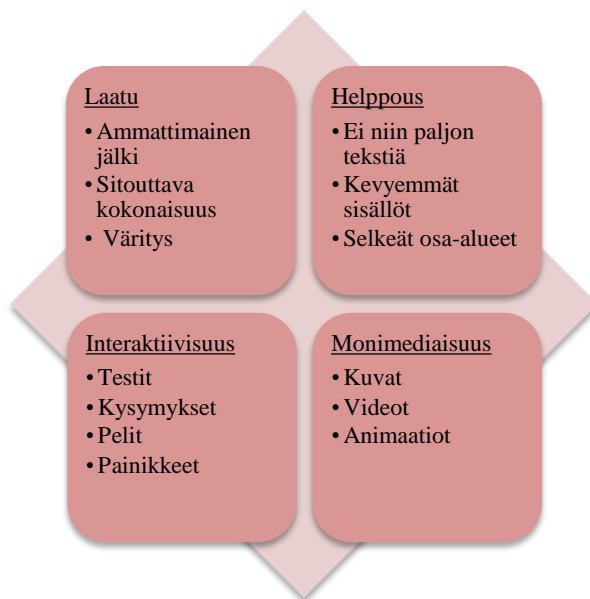 Laatu
• Ammattimainen
jälki
• Sitouttava
kokonaisuus
• Väritys
Helppous
• Ei niin paljon
tekstiä
• Kevyemmät
sisällöt
• Selkeät osa-alueet
Interaktiivisuus
• Testit
• Kysymykset
• Pelit
• Painikkeet
Monimediaisuus
• Kuvat
• Videot
• Animaatiot